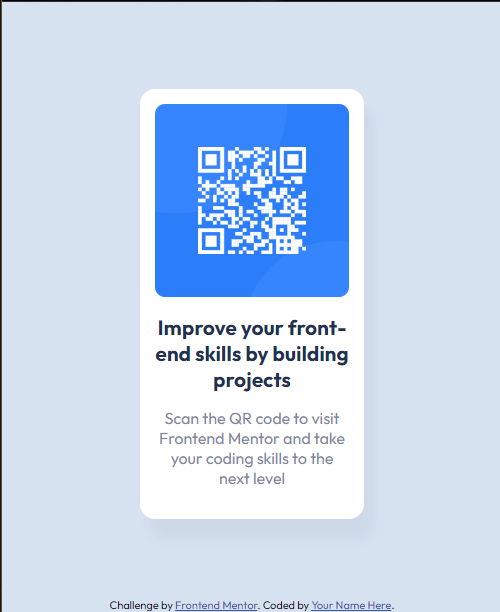 Improve your front-
end skills by building
projects
Scan the QR code to visit
Frontend Mentor and take
your coding skills to the
next level
Challenge by Frontend Mentor. Coded by Your Name Here.